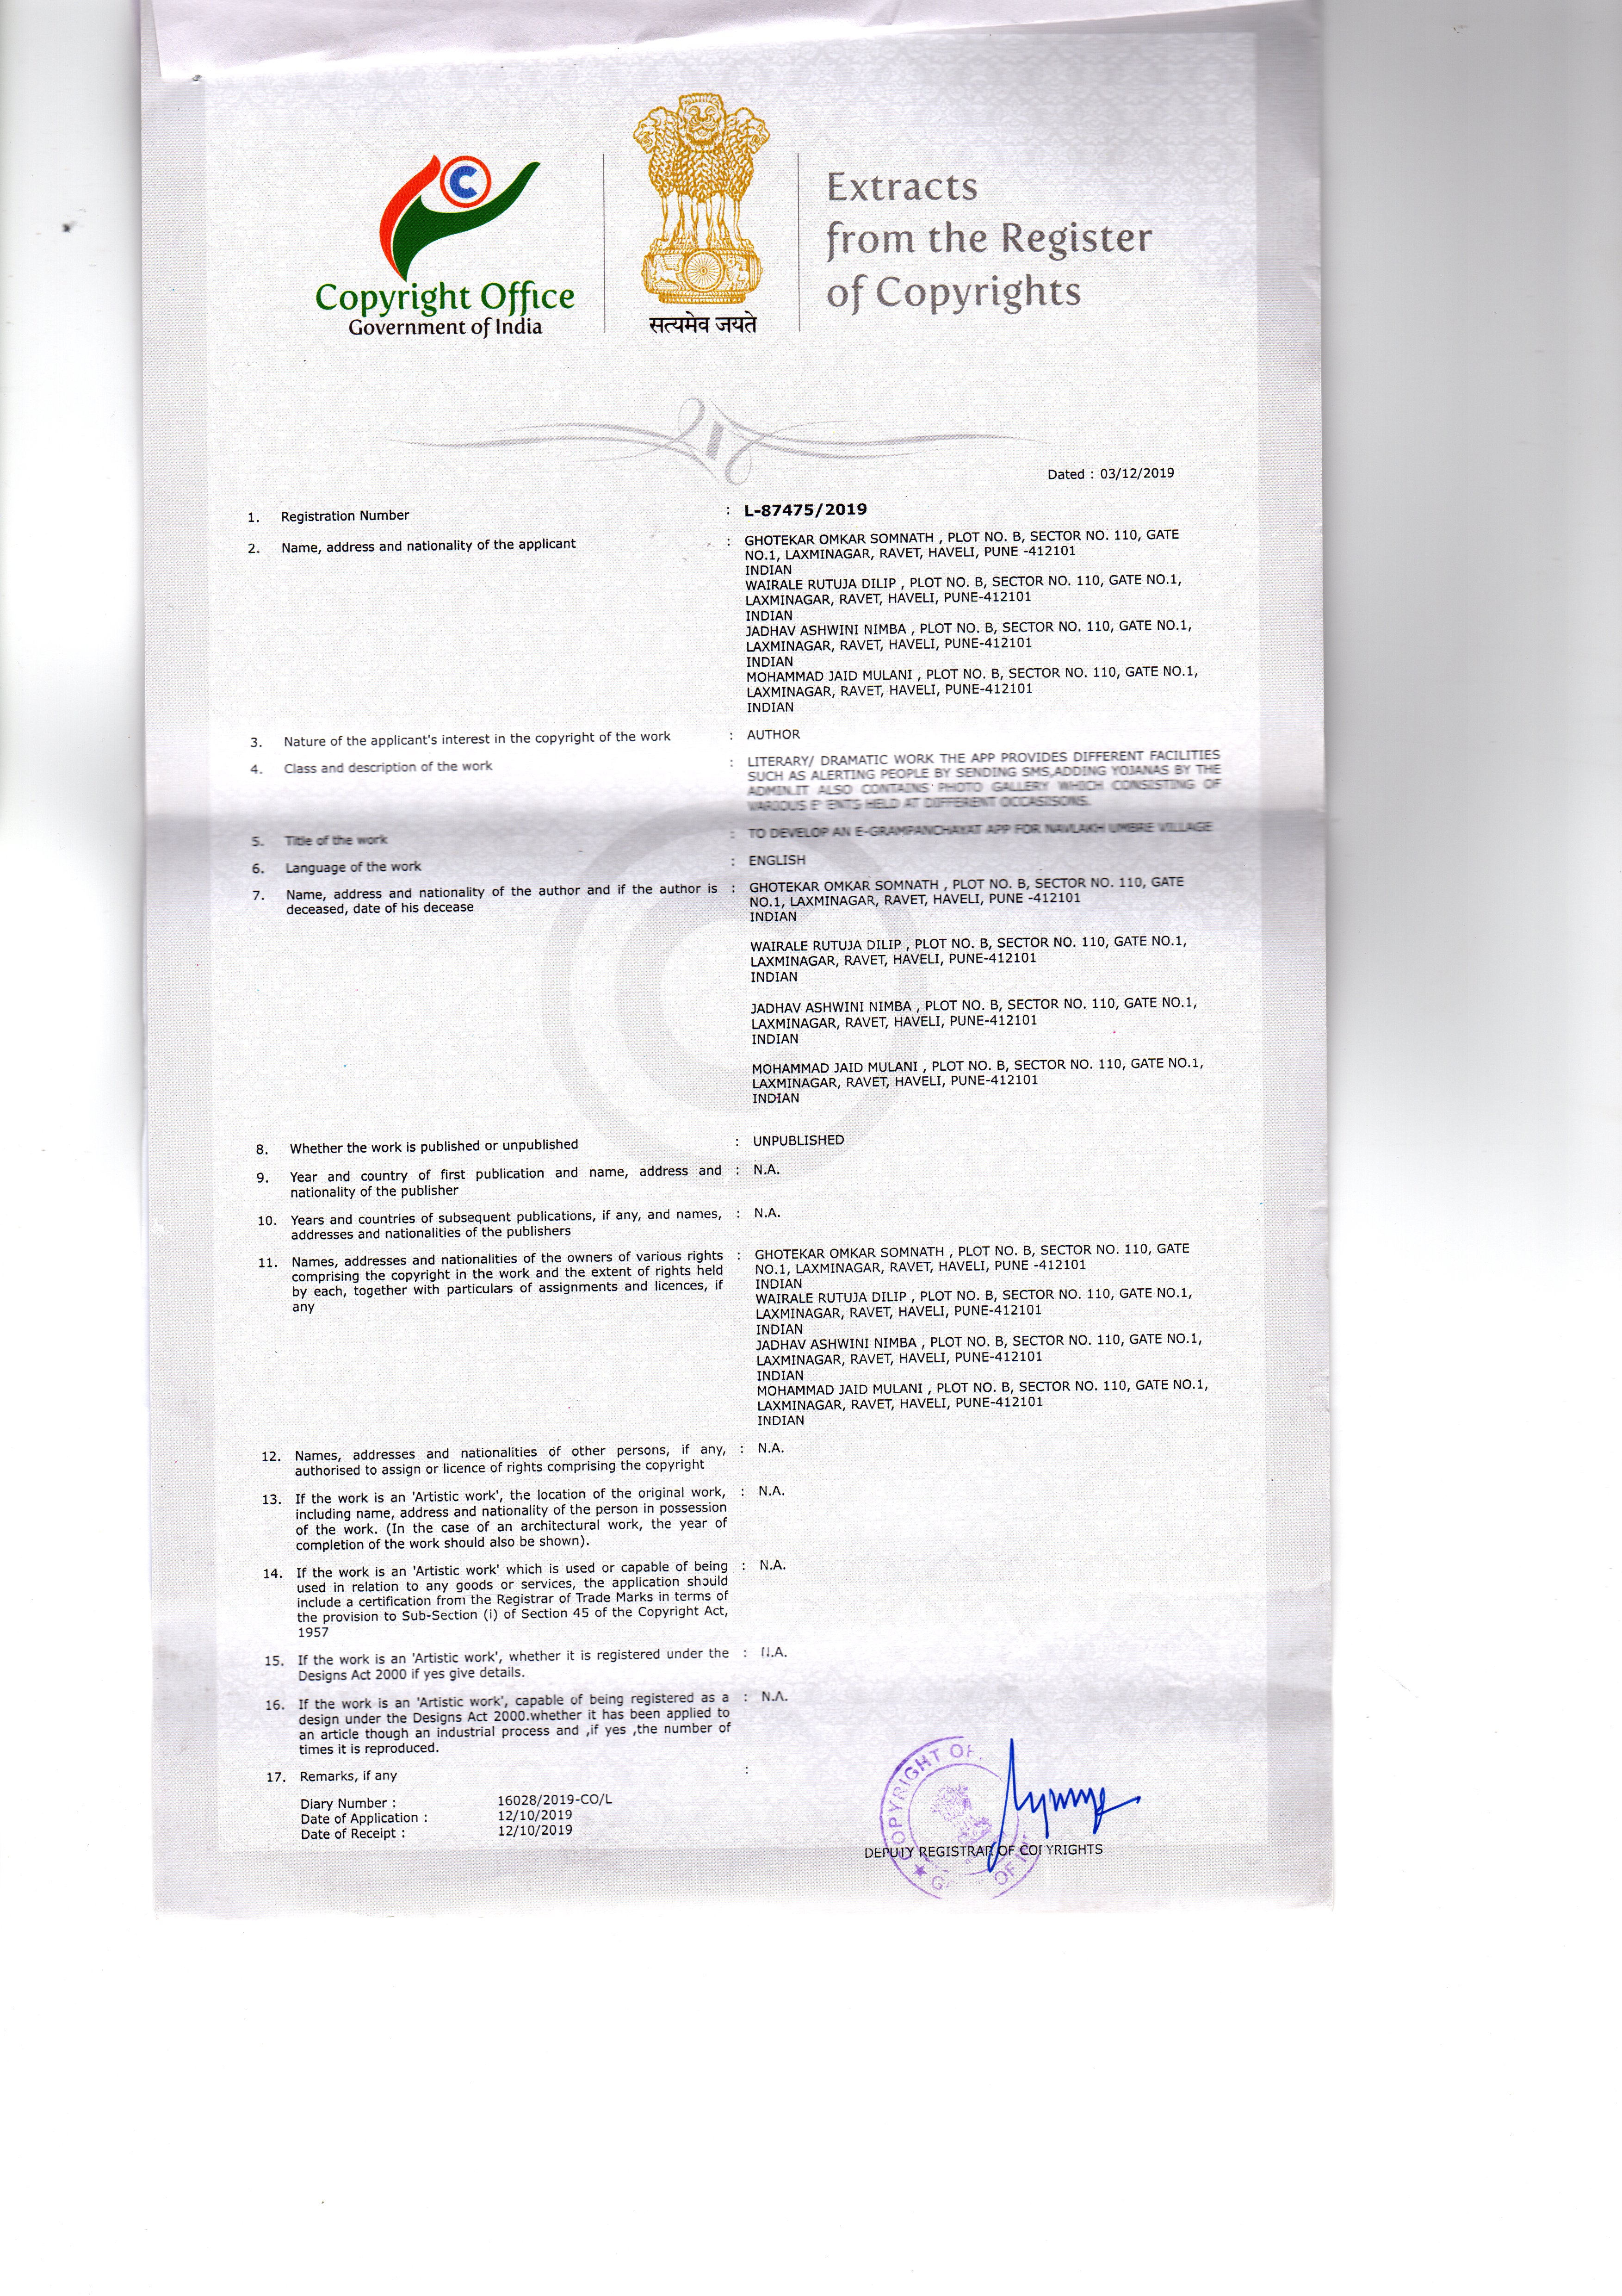 Copyright Office
Government of India
सत्यमेव जयते
Extracts
from the Register
of Copyrights
Dated : 03/12/2019
1. Registration Number : L-87475/2019
2. Name, address and nationality of the applicant : GHOTEKAR OMKAR SOMNATH , PLOT NO. B, SECTOR NO. 110, GATE
NO.1, LAXMINAGAR, RAVET, HAVELI, PUNE -412101
INDIAN
WAIRALE RUTUJA DILIP , PLOT NO. B, SECTOR NO. 110, GATE NO.1,
LAXMINAGAR, RAVET, HAVELI, PUNE-412101
INDIAN
JADHAV ASHWINI NIMBA , PLOT NO. B, SECTOR NO. 110, GATE NO.1,
LAXMINAGAR, RAVET, HAVELI, PUNE-412101
INDIAN
MOHAMMAD JAID MULANI , PLOT NO. B, SECTOR NO. 110, GATE NO.1,
LAXMINAGAR, RAVET, HAVELI, PUNE-412101
INDIAN
3. Nature of the applicant's interest in the copyright of the work : AUTHOR
4. Class and description of the work : LITERARY/ DRAMATIC WORK THE APP PROVIDES DIFFERENT FACILITIES
SUCH AS ALERTING PEOPLE BY SENDING SMS,ADDING YOJANAS BY THE
ADMIN.IT ALSO CONTAINS PHOTO GALLERY WHICH CONSISTING OF
VARIOUS E ENTS HELD AT DIFFERENT OCCASISONS.
5. Title of the work : TO DEVELOP AN E-GRAMPANCHAYAT APP FOR NAVLAKH UMBRE VILLAGE
6. Language of the work : ENGLISH
7. Name, address and nationality of the author and if the author is : GHOTEKAR OMKAR SOMNATH , PLOT NO. B, SECTOR NO. 110, GATE
deceased, date of his decease NO.1, LAXMINAGAR, RAVET, HAVELI, PUNE -412101
INDIAN
WAIRALE RUTUJA DILIP , PLOT NO. B, SECTOR NO. 110, GATE NO.1,
LAXMINAGAR, RAVET, HAVELI, PUNE-412101
INDIAN
JADHAV ASHWINI NIMBA , PLOT NO. B, SECTOR NO. 110, GATE NO.1,
LAXMINAGAR, RAVET, HAVELI, PUNE-412101
INDIAN
MOHAMMAD JAID MULANI , PLOT NO. B, SECTOR NO. 110, GATE NO.1,
LAXMINAGAR, RAVET, HAVELI, PUNE-412101
INDIAN
8. Whether the work is published or unpublished : UNPUBLISHED
9. Year and country of first publication and name, address and : N.A.
nationality of the publisher
10. Years and countries of subsequent publications, if any, and names, : N.A.
addresses and nationalities of the publishers
11. Names, addresses and nationalities of the owners of various rights : GHOTEKAR OMKAR SOMNATH , PLOT NO. B, SECTOR NO. 110, GATE
comprising the copyright in the work and the extent of rights held NO.1, LAXMINAGAR, RAVET, HAVELI, PUNE -412101
by each, together with particulars of assignments and licences, if INDIAN
any WAIRALE RUTUJA DILIP , PLOT NO. B, SECTOR NO. 110, GATE NO.1,
LAXMINAGAR, RAVET, HAVELI, PUNE-412101
INDIAN
JADHAV ASHWINI NIMBA , PLOT NO. B, SECTOR NO. 110, GATE NO.1,
LAXMINAGAR, RAVET, HAVELI, PUNE-412101
INDIAN
MOHAMMAD JAID MULANI , PLOT NO. B, SECTOR NO. 110, GATE NO.1,
LAXMINAGAR, RAVET, HAVELI, PUNE-412101
INDIAN
12. Names, addresses and nationalities of other persons, if any, : N.A.
authorised to assign or licence of rights comprising the copyright
13. If the work is an 'Artistic work', the location of the original work, : N.A.
including name, address and nationality of the person in possession
of the work. (In the case of an architectural work, the year of
completion of the work should also be shown).
14. If the work is an 'Artistic work' which is used or capable of being : N.A.
used in relation to any goods or services, the application should
include a certification from the Registrar of Trade Marks in terms of
the provision to Sub-Section (i) of Section 45 of the Copyright Act,
1957
15. If the work is an 'Artistic work', whether it is registered under the : N.A.
Designs Act 2000 if yes give details.
16. If the work is an 'Artistic work', capable of being registered as a : N.A.
design under the Designs Act 2000.whether it has been applied to
an article though an industrial process and ,if yes ,the number of
times it is reproduced.
17. Remarks, if any :
Diary Number : 16028/2019-CO/L
Date of Application : 12/10/2019
Date of Receipt : 12/10/2019
COPYRIGHT OF
DEPUTY REGISTRAR OF COPYRIGHTS